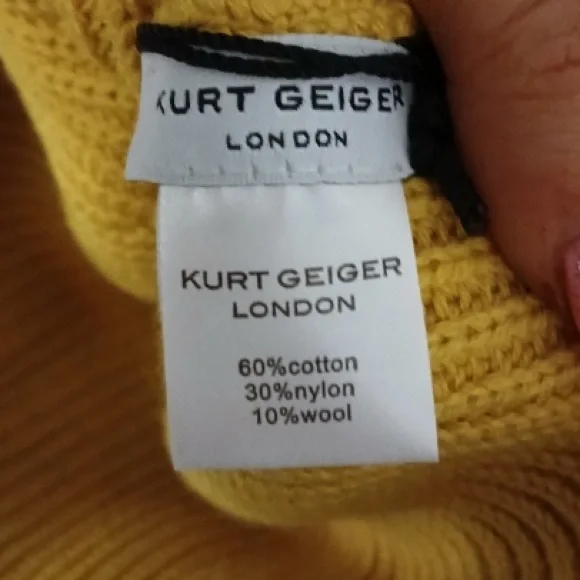 KURT GEIGER
LONDON
KURT GEIGER
LONDON
60%cotton
30%nylon
10%wool